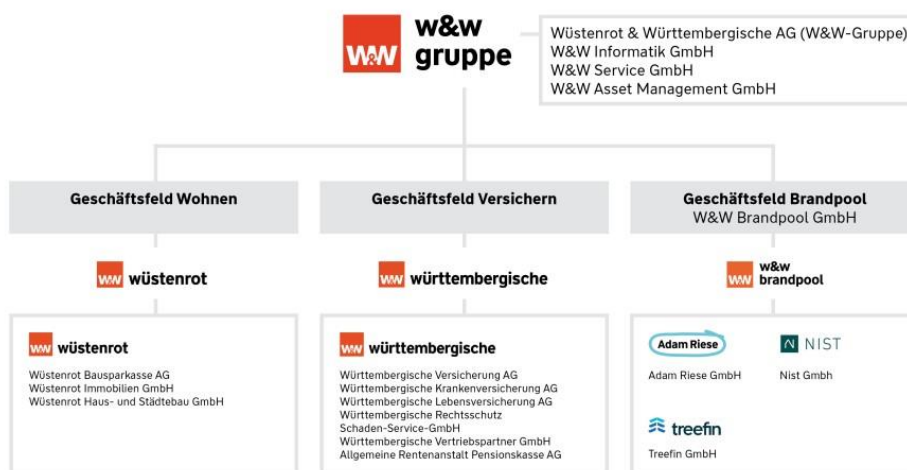 W&W
w&w
gruppe
Wüstenrot & Württembergische AG (W&W-Gruppe)
W&W Informatik GmbH
W&W Service GmbH
W&W Asset Management GmbH
Geschäftsfeld Wohnen
Geschäftsfeld Versichern
Geschäftsfeld Brandpool
W&W Brandpool GmbH
W&W wüstenrot
W&W württembergische
W&W w&w
brandpool
W&W wüstenrot
Wüstenrot Bausparkasse AG
Wüstenrot Immobilien GmbH
Wüstenrot Haus- und Städtebau GmbH
W&W württembergische
Württembergische Versicherung AG
Württembergische Krankenversicherung AG
Württembergische Lebensversicherung AG
Württembergische Rechtsschutz
Schaden-Service-GmbH
Württembergische Vertriebspartner GmbH
Allgemeine Rentenanstalt Pensionskasse AG
Adam Riese
NIST
Adam Riese GmbH
Nist Gmbh
treefin
Treefin GmbH